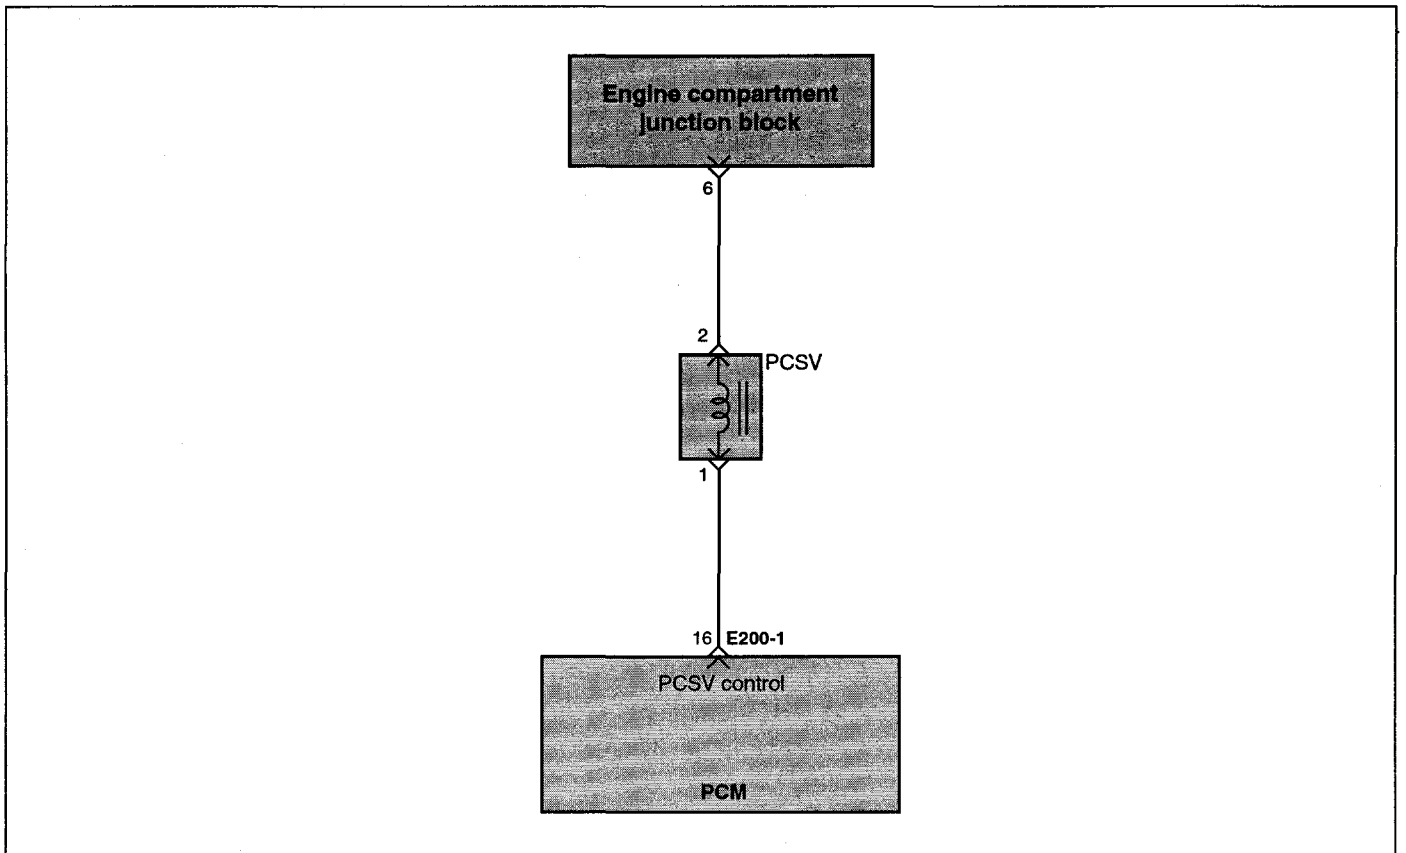 Engine compartment
junction block
6
2
PCSV
1
16 E200-1
PCSV control
PCM